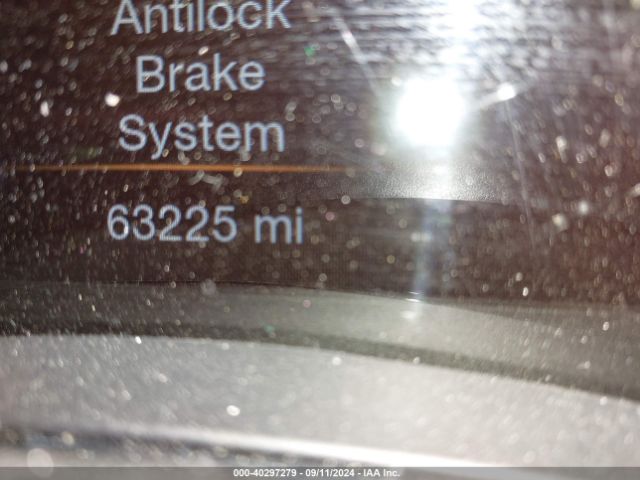 Antilock
Brake
System
63225 mi
000-40297279 - 09/11/2024 - IAA Inc.